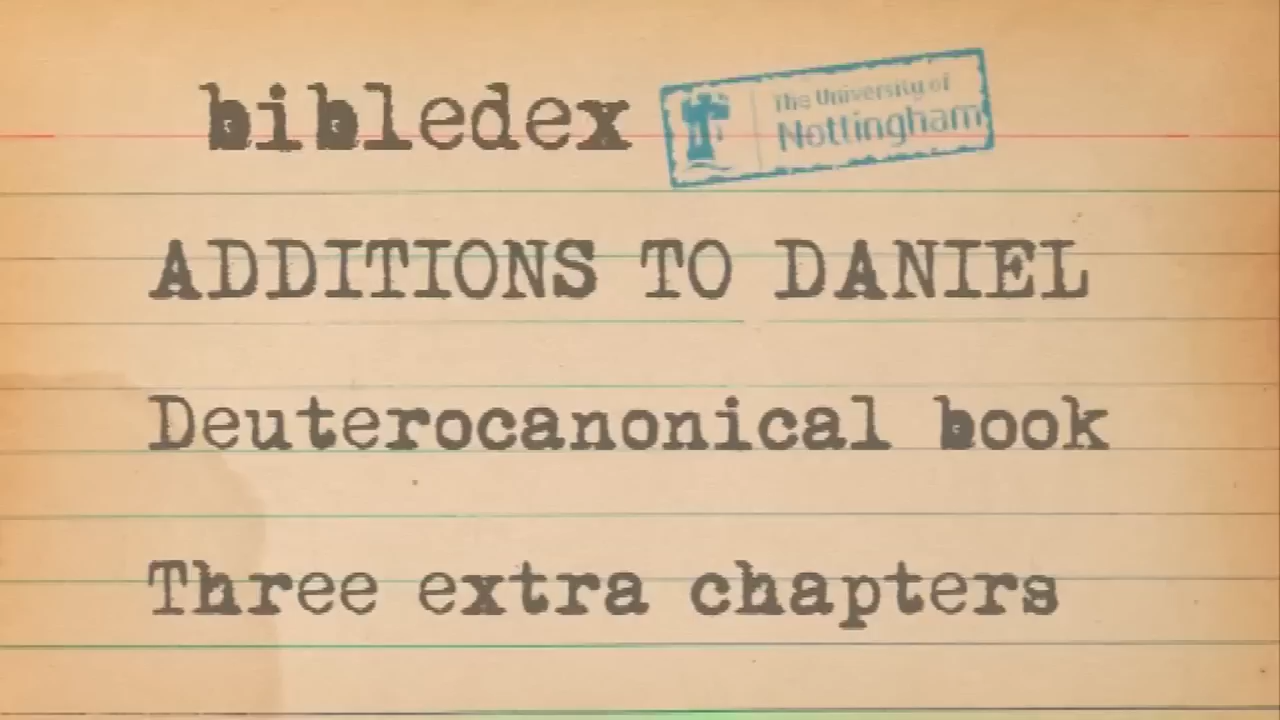 bibledex
The University of
Nottingham
ADDITIONS TO DANIEL
Deuterocanonical book
Three extra chapters